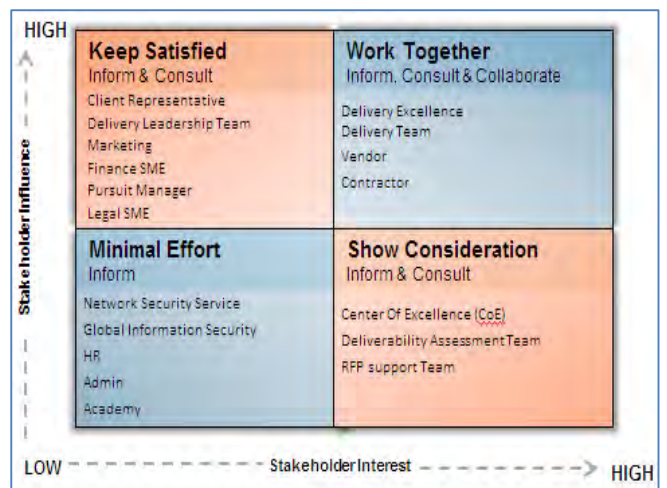 HIGH
Keep Satisfied
Inform & Consult
Client Representative
Delivery Leadership Team
Marketing
Finance SME
Pursuit Manager
Legal SME
Work Together
Inform, Consult & Collaborate
Delivery Excellence
Delivery Team
Vendor
Contractor
Stakeholder Influence
Minimal Effort
Inform
Network Security Service
Global Information Security
HR
Admin
Academy
Show Consideration
Inform & Consult
Center Of Excellence (CoE)
Deliverability Assessment Team
RFP support Team
LOW
Stakeholder Interest
HIGH